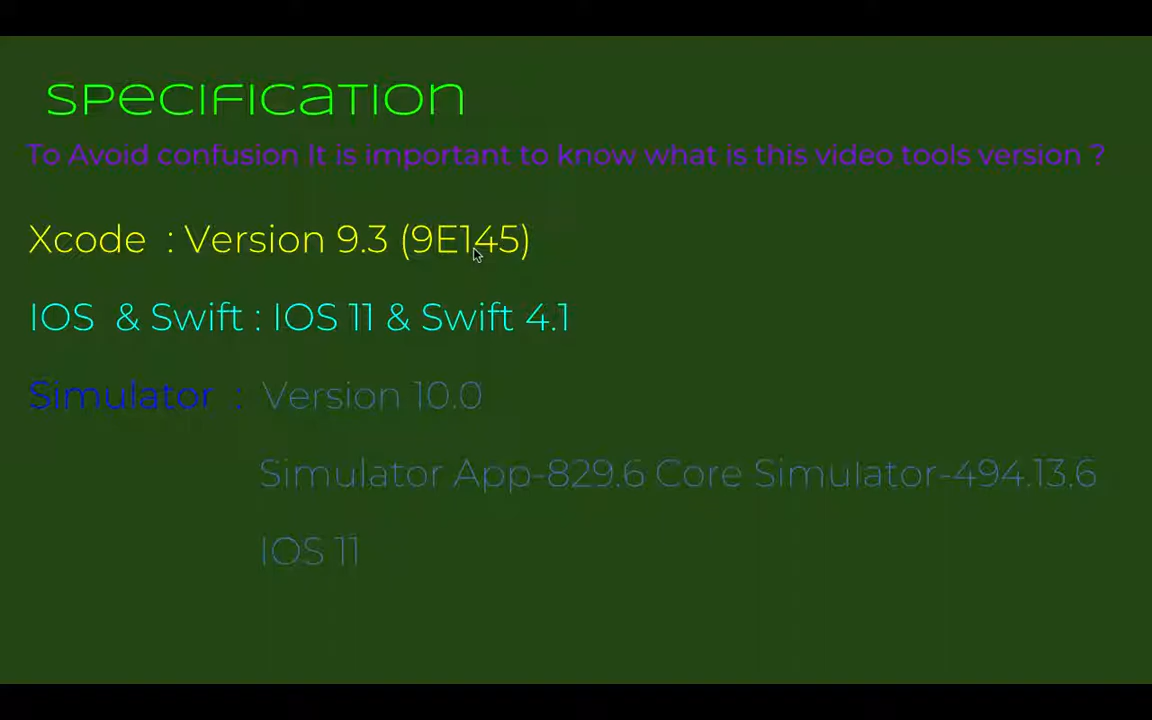 Specification
To Avoid confusion It is important to know what is this video tools version ?
Xcode : Version 9.3 (9E145)
IOS & Swift : IOS 11 & Swift 4.1
Simulator : Version 10.0
Simulator App-829.6 Core Simulator-494.13.6
IOS 11